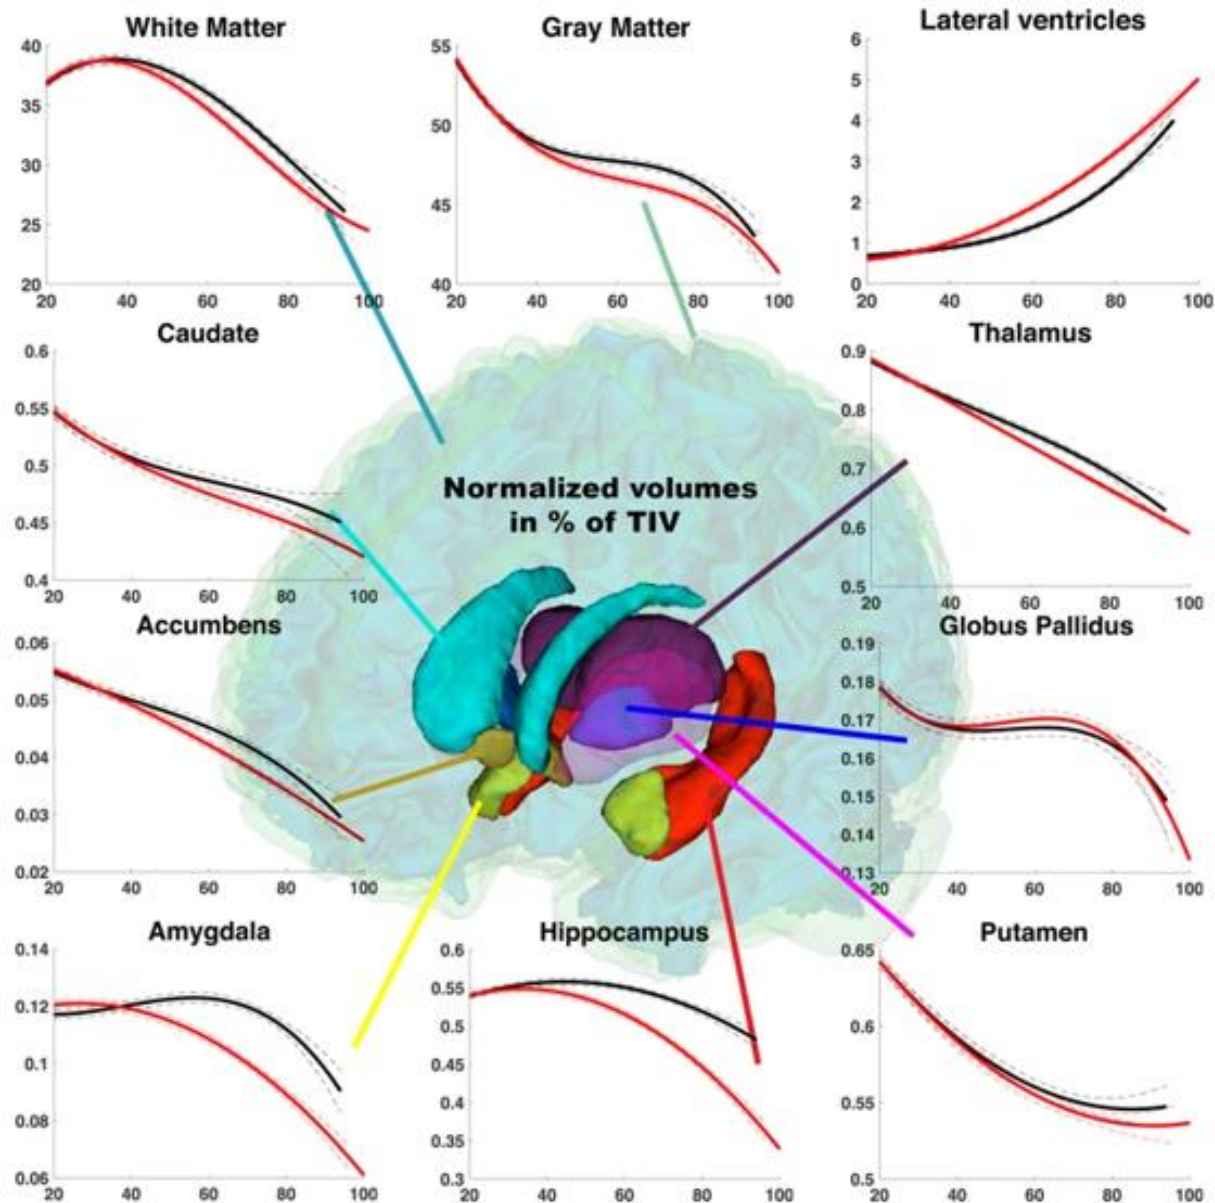 White Matter
40
35
30
25
20
20 40 60 80 100
Gray Matter
55
50
45
40
20 40 60 80 100
Lateral ventricles
6
5
4
3
2
1
0
20 40 60 80 100
Caudate
0.6
0.55
0.5
0.45
0.4
20 40 60 80 100
Normalized volumes
in % of TIV
Thalamus
0.9
0.8
0.7
0.6
0.5
20 40 60 80 100
Accumbens
0.06
0.05
0.04
0.03
0.02
20 40 60 80 100
Globus Pallidus
0.19
0.18
0.17
0.16
0.15
0.14
0.13
20 40 60 80 100
Amygdala
0.14
0.12
0.1
0.08
0.06
20 40 60 80 100
Hippocampus
0.6
0.55
0.5
0.45
0.4
0.35
0.3
20 40 60 80 100
Putamen
0.65
0.6
0.55
0.5
20 40 60 80 100